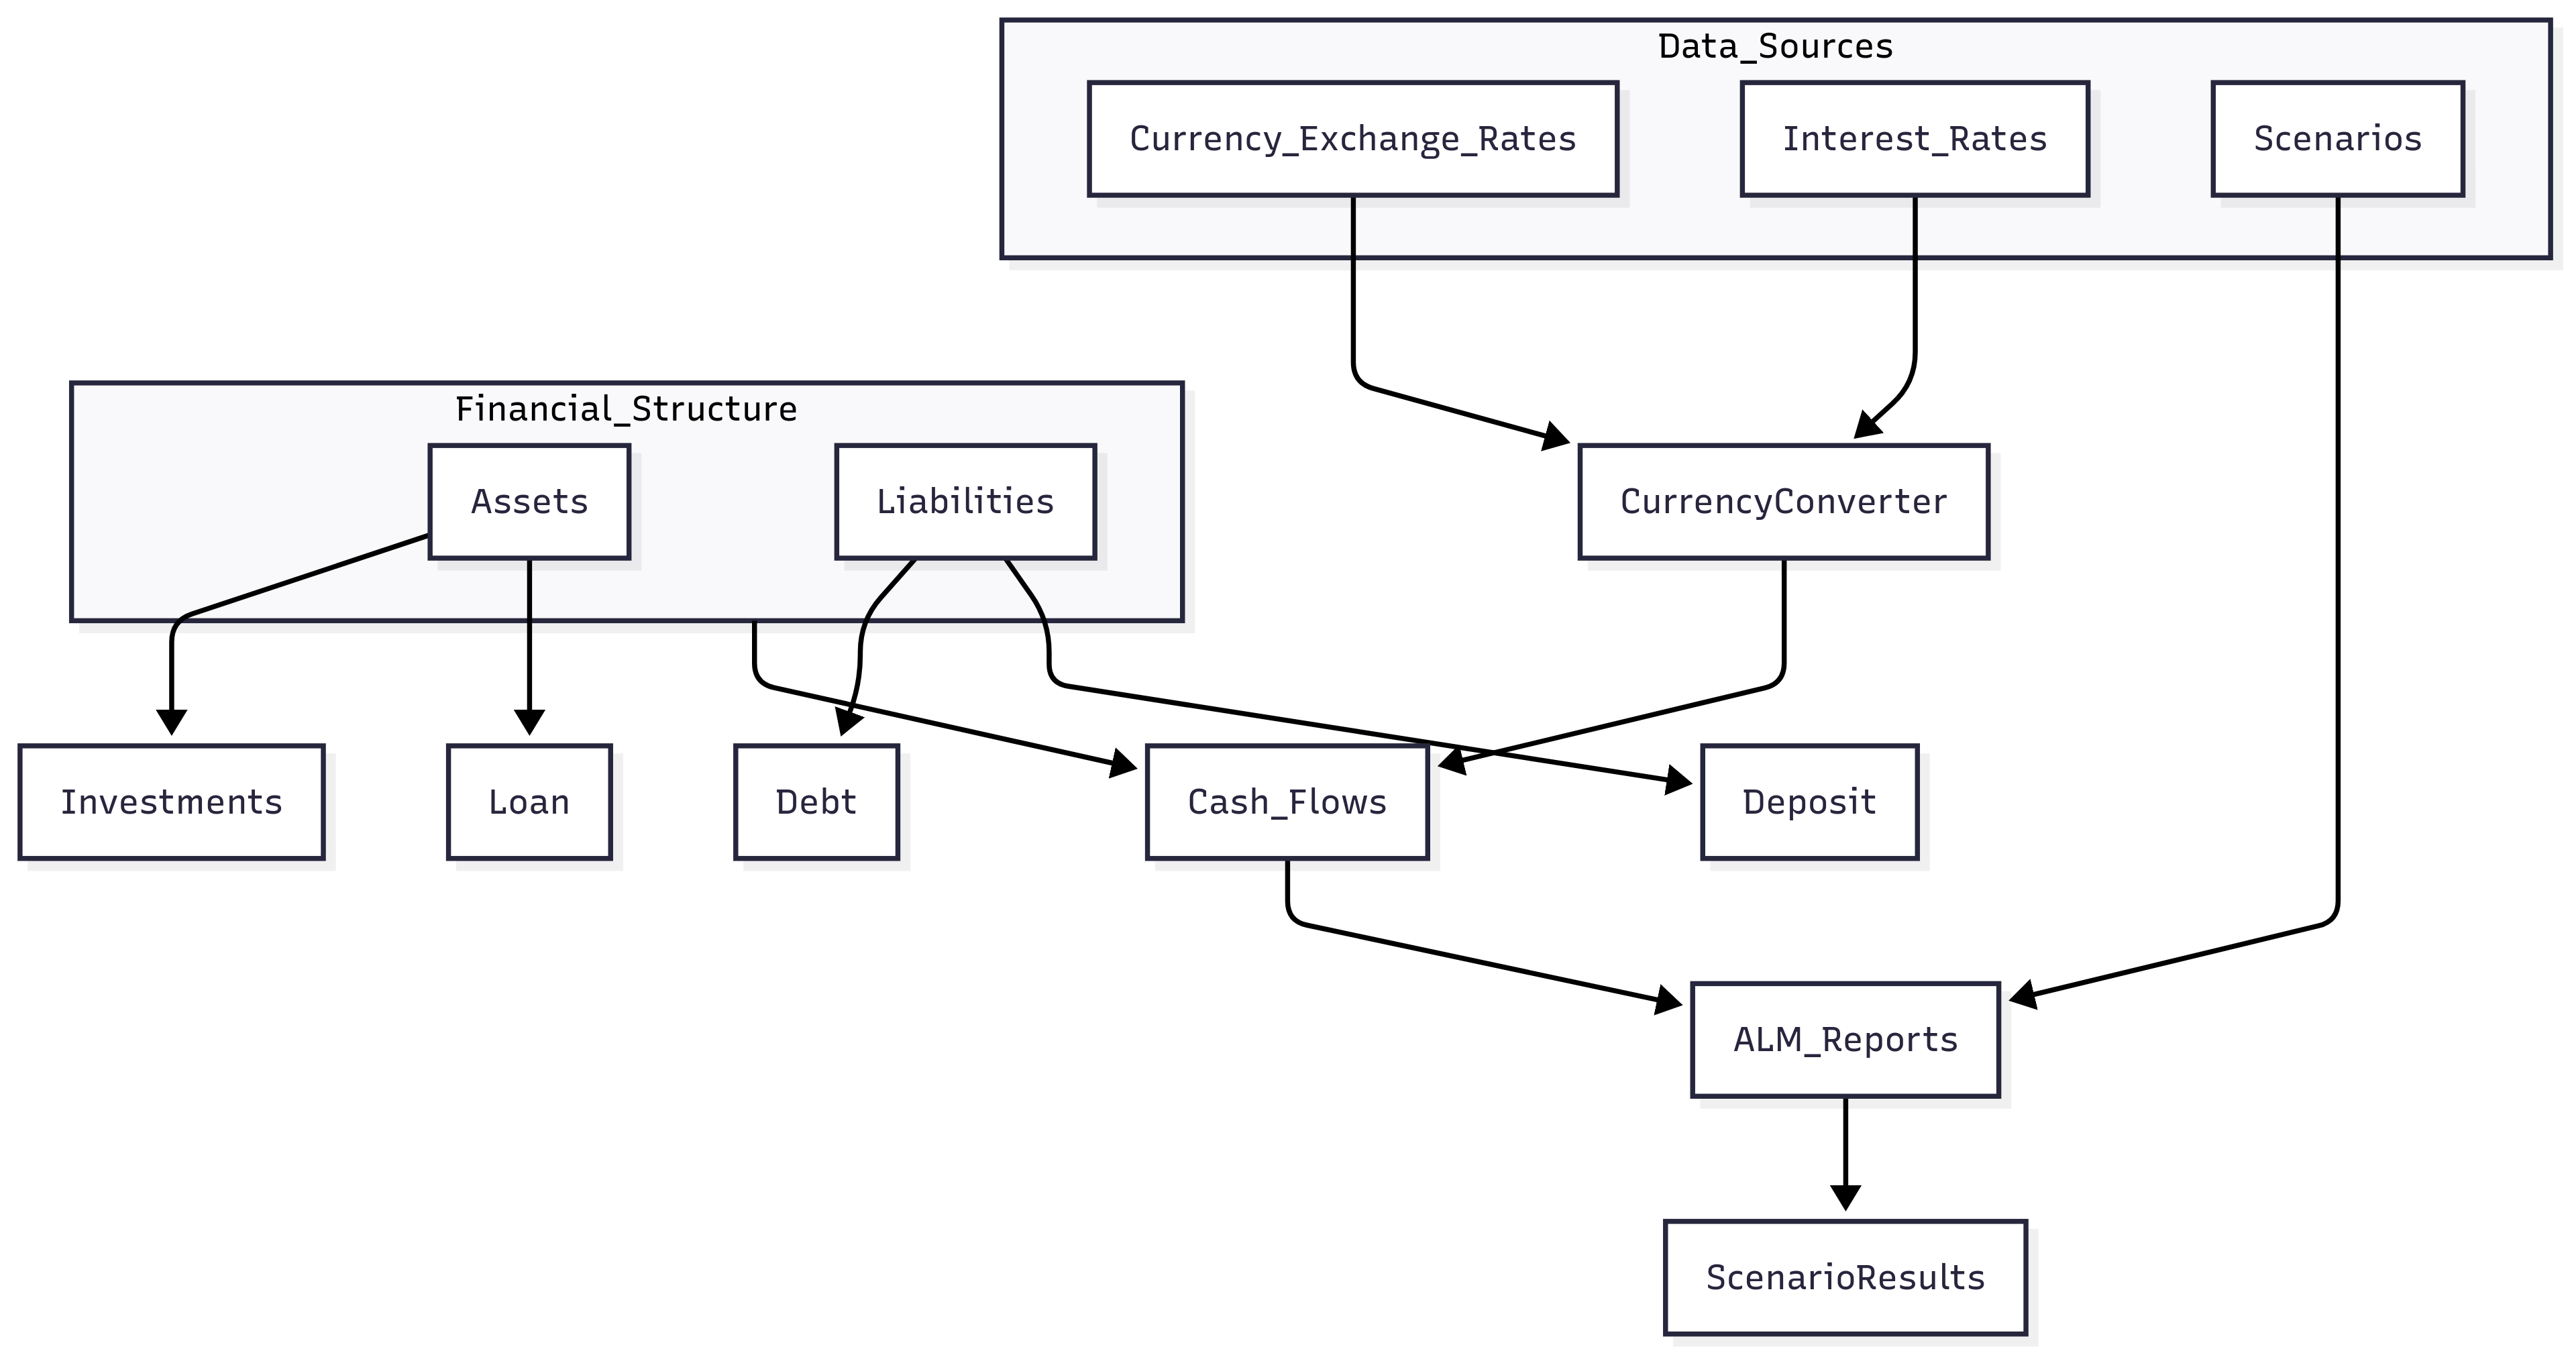 Data_Sources
Currency_Exchange_Rates
Interest_Rates
Scenarios
Financial_Structure
Assets
Liabilities
CurrencyConverter
Investments
Loan
Debt
Cash_Flows
Deposit
ALM_Reports
ScenarioResults